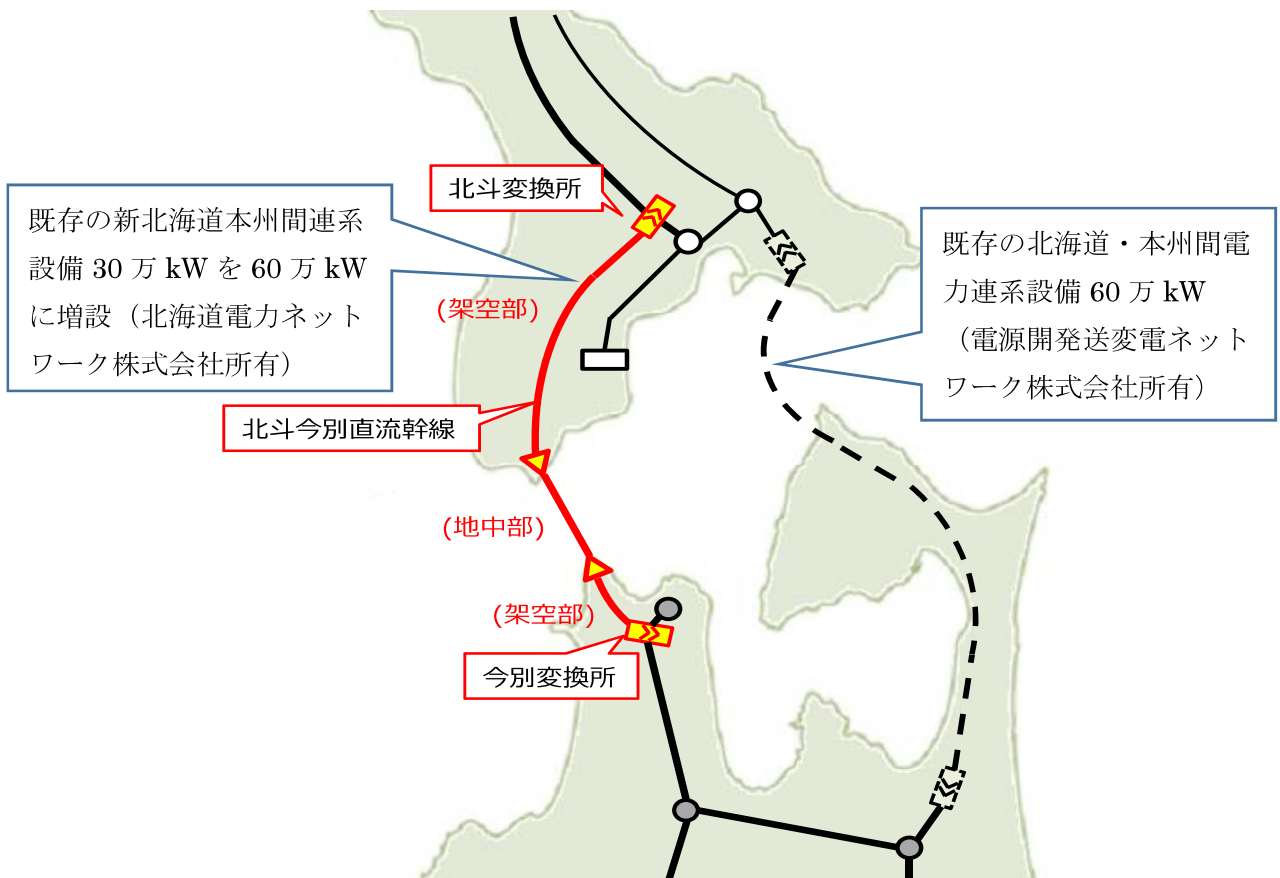 北斗変換所
既存の新北海道本州間連系
設備 30 万 kW を 60 万 kW
に増設（北海道電力ネット
ワーク株式会社所有）
既存の北海道・本州間電
力連系設備 60 万 kW
（電源開発送変電ネット
ワーク株式会社所有）
(架空部)
北斗今別直流幹線
(地中部)
(架空部)
今別変換所